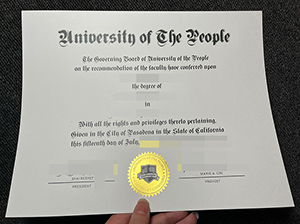 University of The People
The Governing Board of University of the People
on the recommendation of the faculty have conferred upon
the degree of
in
With all the rights and privileges thereto pertaining.
Given in the City of Pasadena in the State of California
this fifteenth day of July,
PRESIDENT
PROVOST